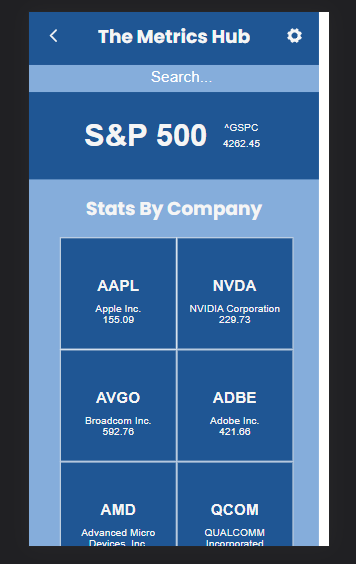 The Metrics Hub
Search...
S&P 500
^GSPC
4262.45
Stats By Company
AAPL
Apple Inc.
155.09
NVDA
NVIDIA Corporation
229.73
AVGO
Broadcom Inc.
592.76
ADBE
Adobe Inc.
421.66
AMD
Advanced Micro
Devices, Inc.
QCOM
QUALCOMM
Incorporated